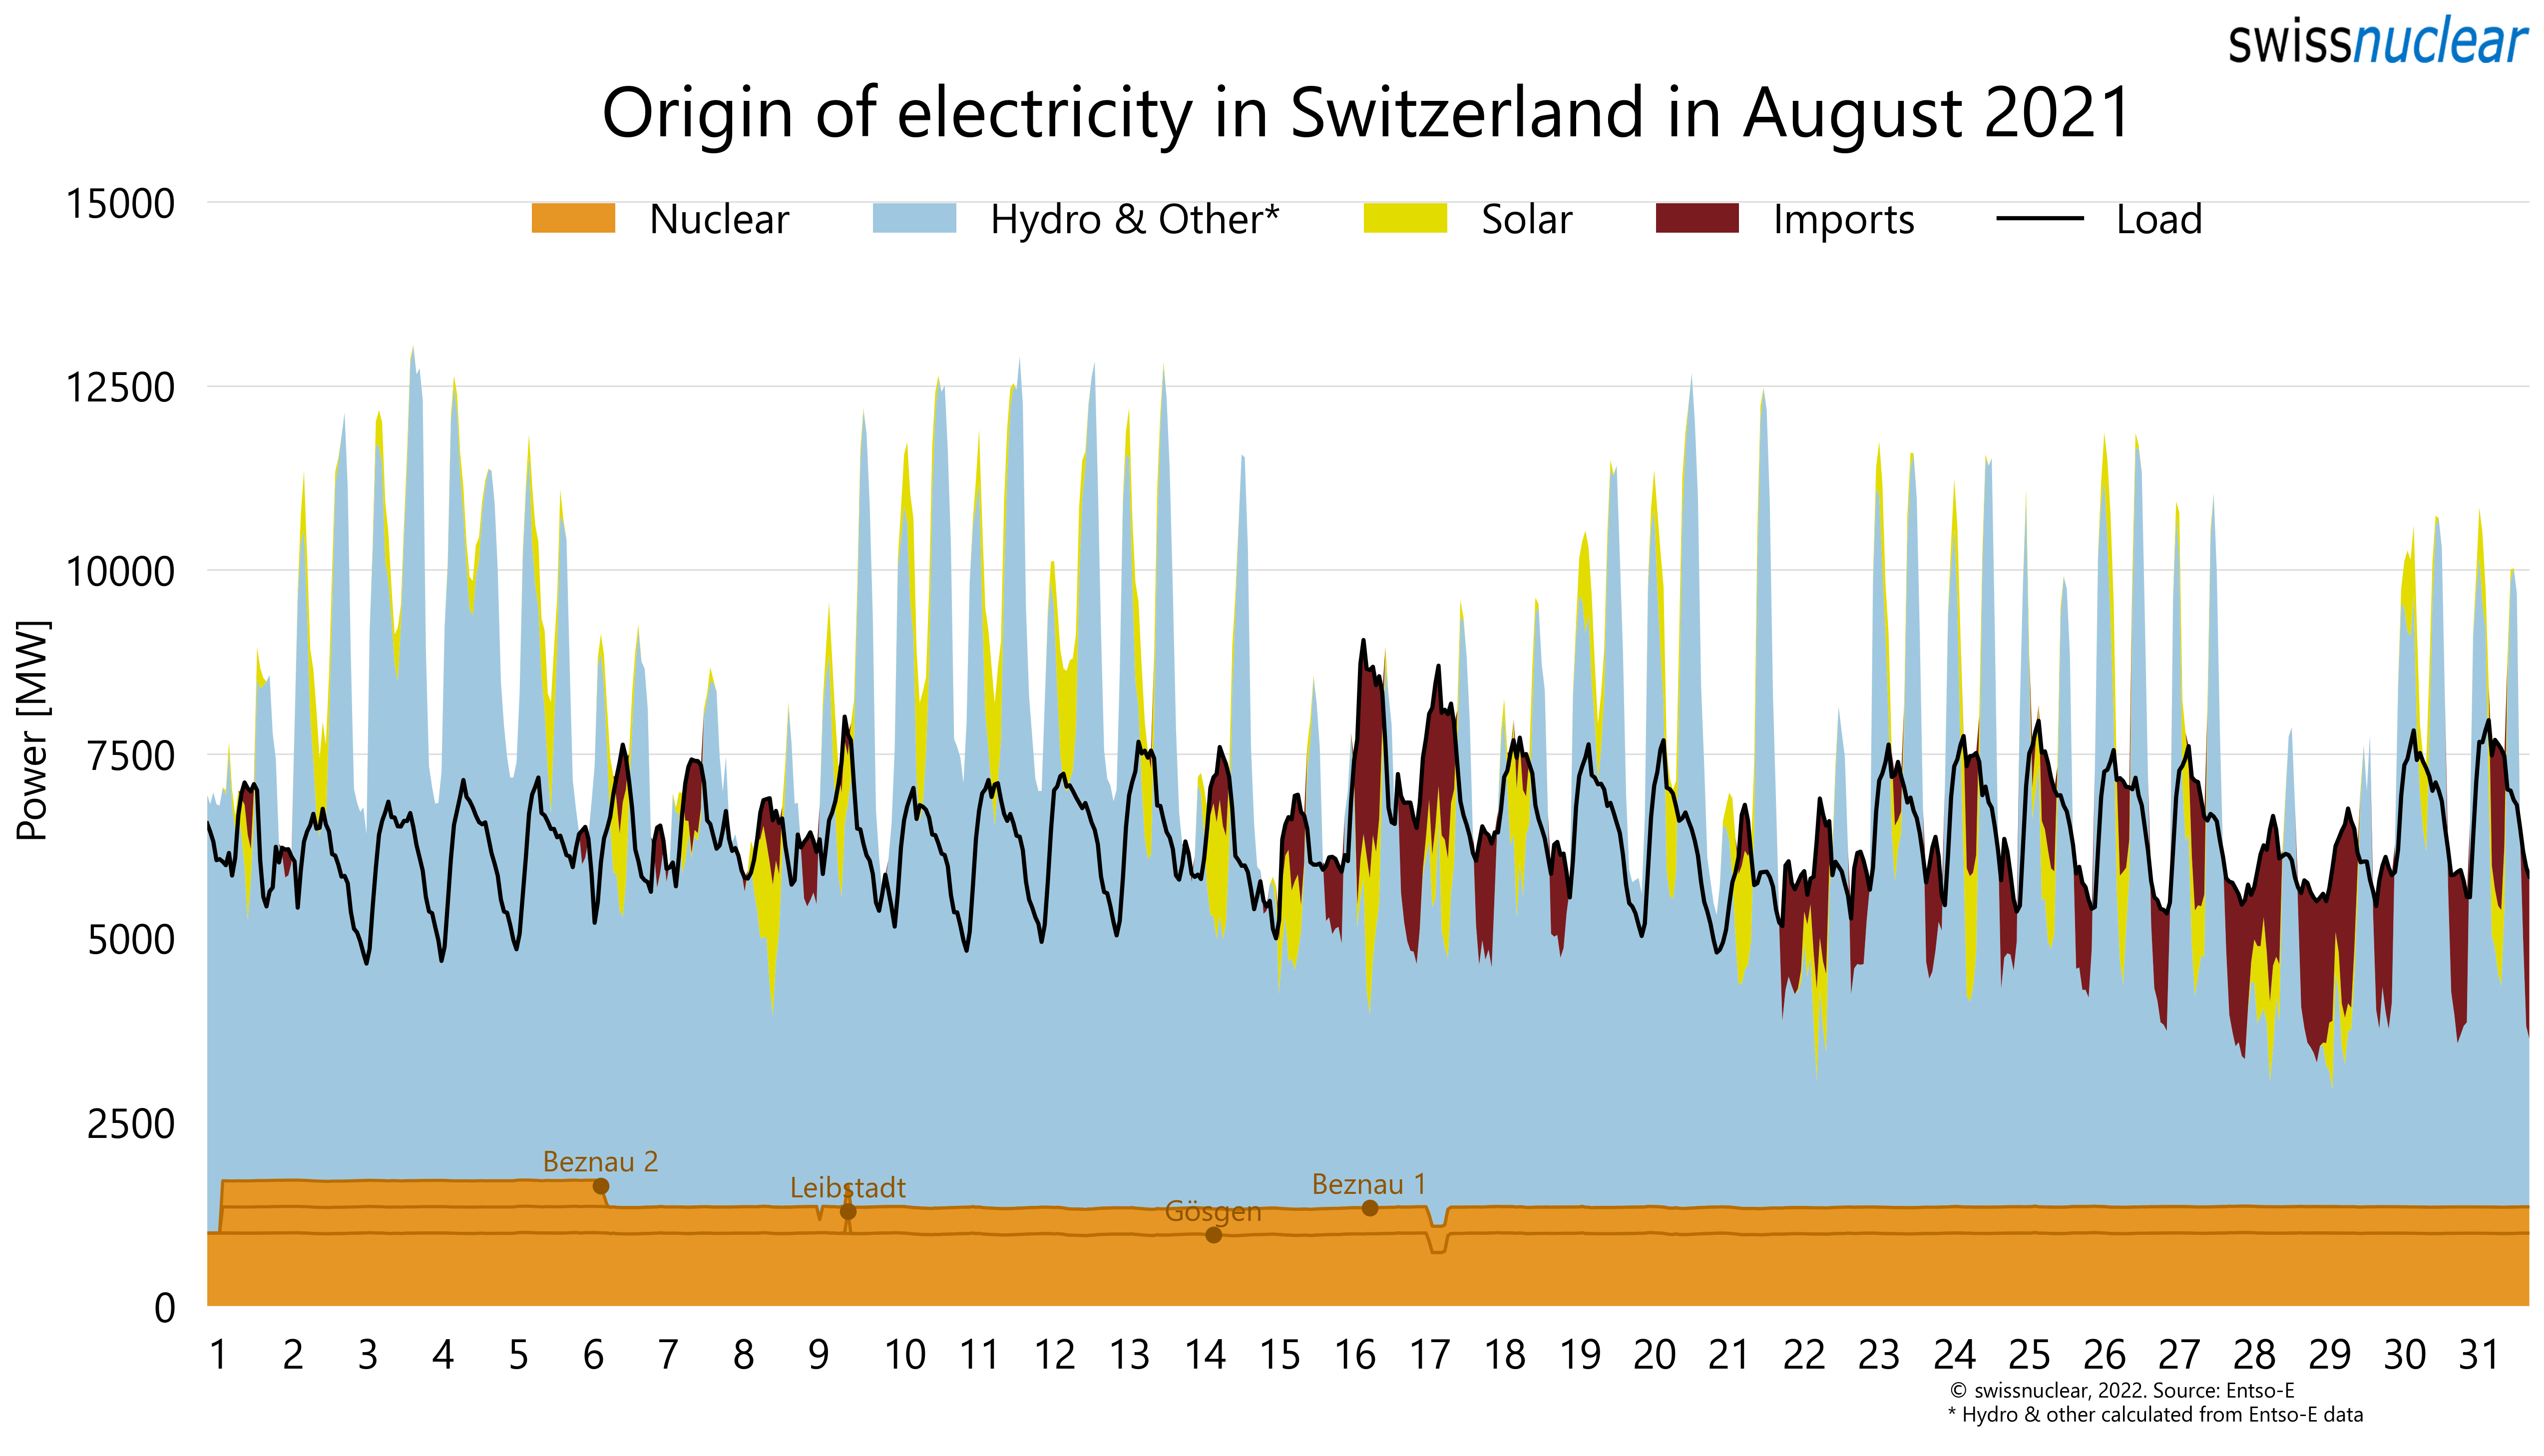 swissnuclear
Origin of electricity in Switzerland in August 2021
Nuclear Hydro & Other* Solar Imports Load
Power [MW]
15000
12500
10000
7500
5000
2500
0
Beznau 2
Leibstadt
Gösgen
Beznau 1
1 2 3 4 5 6 7 8 9 10 11 12 13 14 15 16 17 18 19 20 21 22 23 24 25 26 27 28 29 30 31
© swissnuclear, 2022. Source: Entso-E
* Hydro & other calculated from Entso-E data